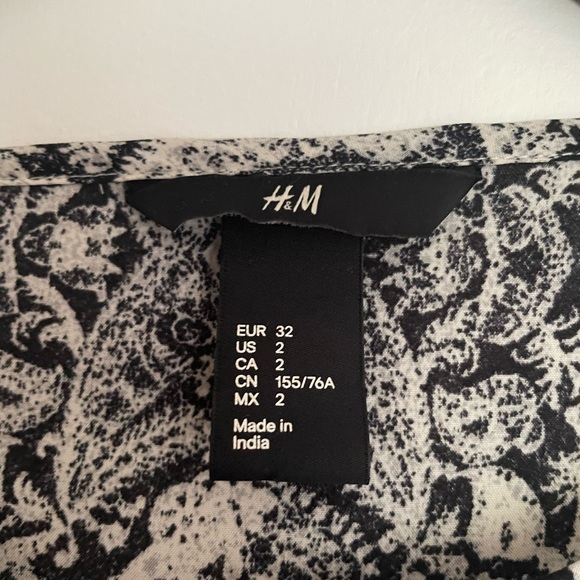 H&M
EUR 32
US 2
CA 2
CN 155/76A
MX 2
Made in
India